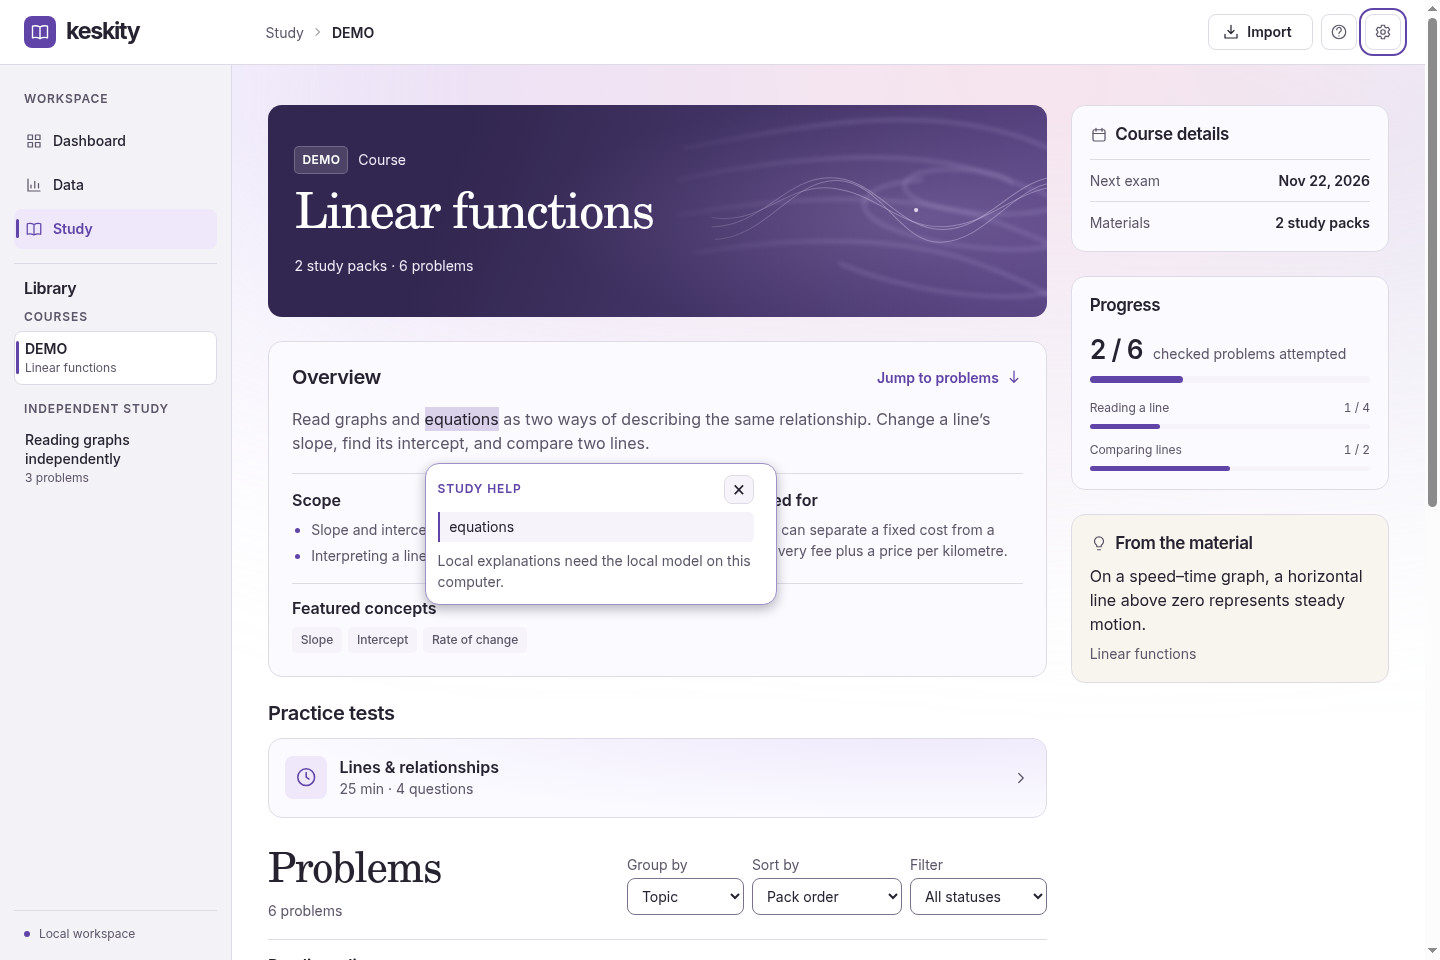 keskity
Study
DEMO
Import
WORKSPACE
Dashboard
Data
Study
Library
COURSES
DEMO
Linear functions
INDEPENDENT STUDY
Reading graphs
independently
3 problems
Local workspace
DEMO Course
Linear functions
2 study packs · 6 problems
Overview
Jump to problems
Read graphs and equations as two ways of describing the same relationship. Change a line’s
slope, find its intercept, and compare two lines.
Scope
Slope and
Interpreting a line
ed for
can separate a fixed cost from a
very fee plus a price per kilometre.
STUDY HELP
equations
Local explanations need the local model on this
computer.
Featured concepts
Slope
Intercept
Rate of change
Practice tests
Lines & relationships
25 min · 4 questions
Problems
6 problems
Group by
Topic
Sort by
Pack order
Filter
All statuses
Course details
Next exam
Nov 22, 2026
Materials
2 study packs
Progress
2 / 6 checked problems attempted
Reading a line
1 / 4
Comparing lines
1 / 2
From the material
On a speed–time graph, a horizontal
line above zero represents steady
motion.
Linear functions